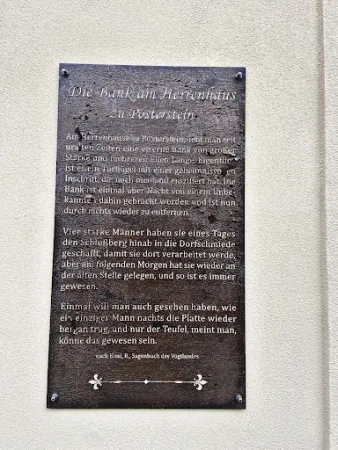 Die Bank am Herrenhaus
zu Posterstein
Am Herrenhause zu Posterstein, sieht man seit
uralten Zeiten eine eiserne Bank von großer
Stärke und mehreren Ellen Länge. Eigentlich
ist es ein Torflügel mit einer geheimnisvollen
Inschrift, die noch niemand entziffert hat. Die
Bank ist einmal über Nacht von einem Unbe-
kannten dahin gebracht worden und ist nun
durch nichts wieder zu entfernen.
Vier starke Männer haben sie eines Tages
den Schloßberg hinab in die Dorfschmiede
geschafft, damit sie dort verarbeitet werde,
aber am folgenden Morgen hat sie wieder an
der alten Stelle gelegen, und so ist es immer
gewesen.
Einmal will man auch gesehen haben, wie
ein einziger Mann nachts die Platte wieder
bergan trug, und nur der Teufel, meint man,
könne das gewesen sein.
nach Eisel, R., Sagenbuch des Vogtlandes